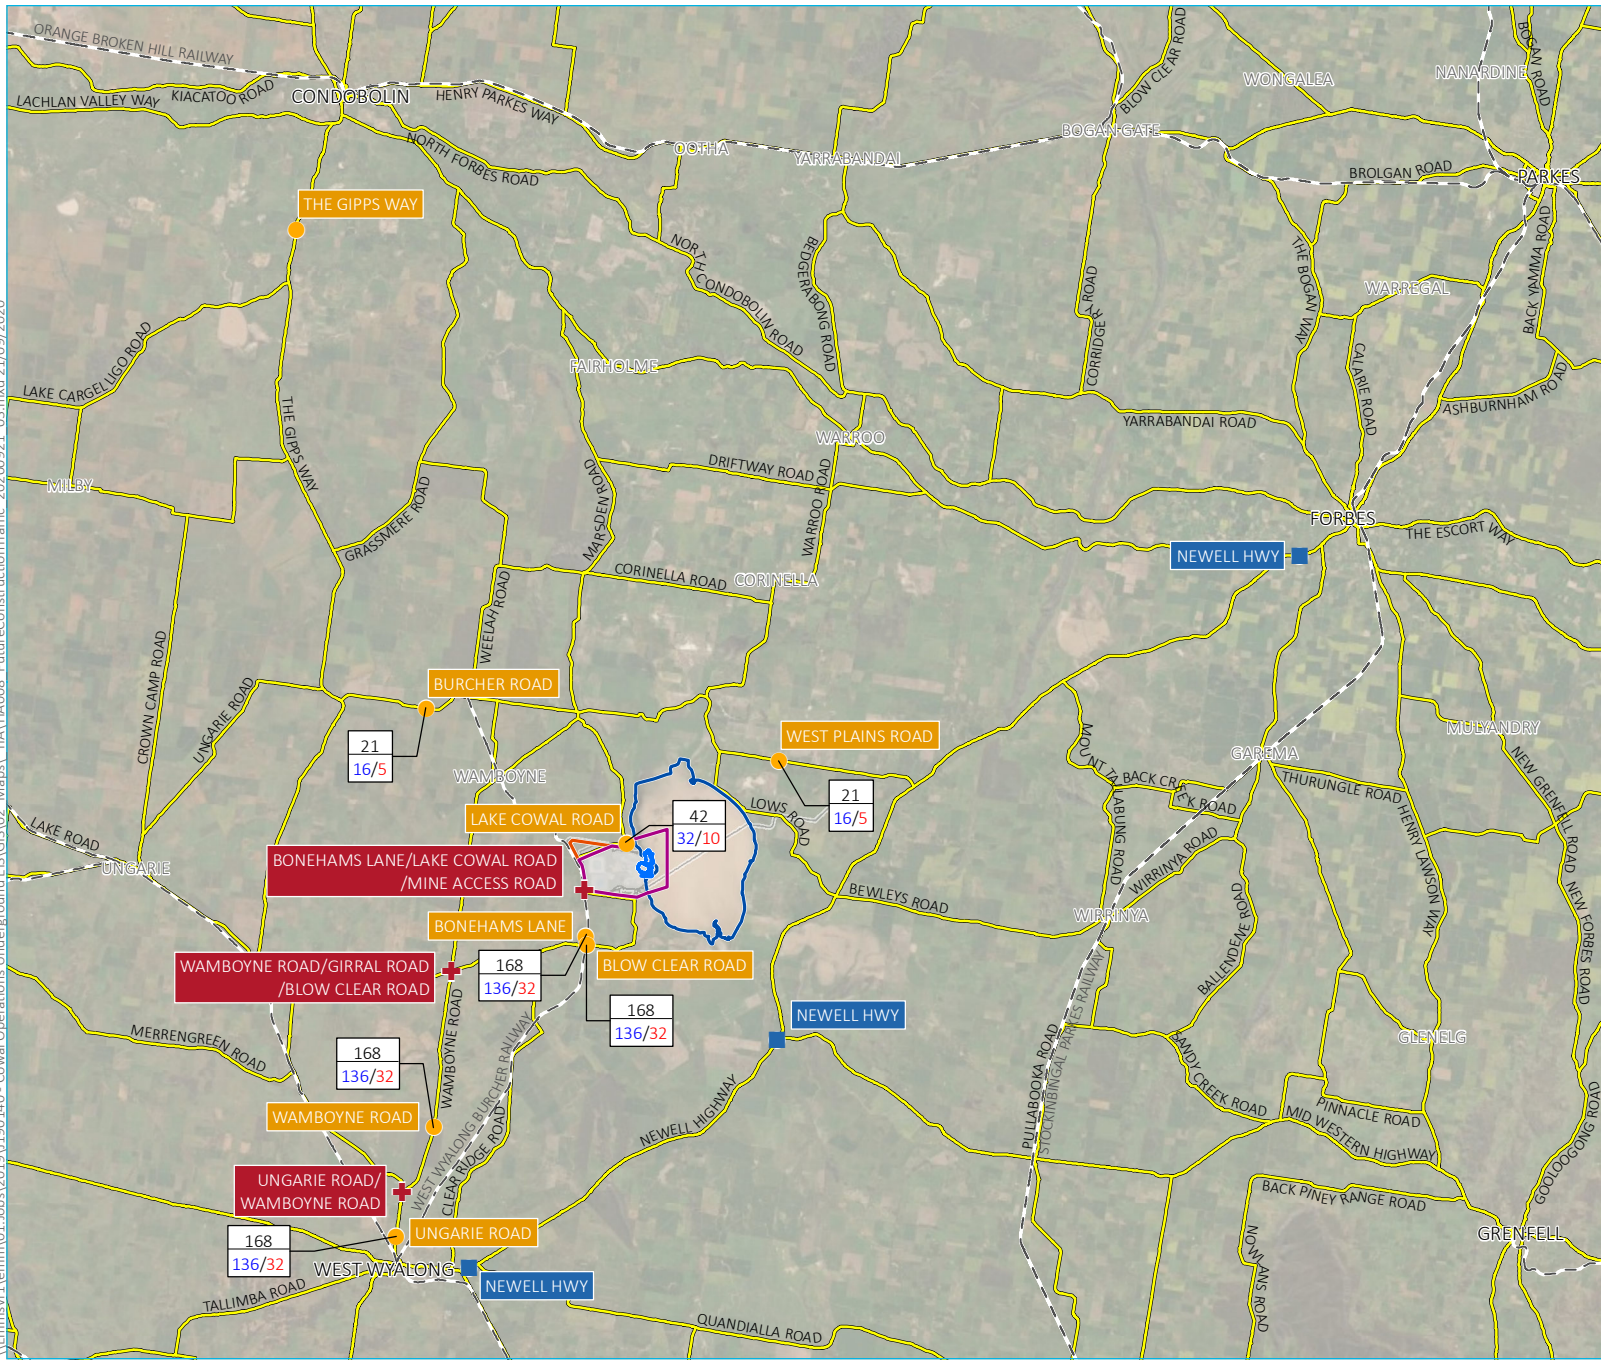 ORANGE BROKEN HILL RAILWAY
LACHLAN VALLEY WAY
KIACATOO ROAD
CONDOBOLIN
HENRY PARKES WAY
NORTH FORBES ROAD
OOTHA
YARRABANDAI
BOGAN GATE
BLOW CLEAR ROAD
WONGALEA
NANARDINE
BOGAN ROAD
BROLGAN ROAD
PARKES
THE GIPPS WAY
NORTH CONDOBOLIN ROAD
BEDGERABONG ROAD
CORRIDGERY ROAD
THE BOGAN WAY
WARREGAL
BACK YAMMA ROAD
LAKE CARGELLIGO ROAD
FAIRHOLME
CALARIE ROAD
ASHBURNHAM ROAD
THE GIPPS WAY
YARRABANDAI ROAD
WARROO
MILBY
GRASSMERE ROAD
MARSDEN ROAD
DRIFTWAY ROAD
WARROO ROAD
FORBES
THE ESCORT WAY
NEWELL HWY
CORINELLA ROAD
CORINELLA
WEELAH ROAD
CROWN CAMP ROAD
UNGARIE ROAD
BURCHER ROAD
21
16/5
WAMBOYNE
WEST PLAINS ROAD
21
16/5
LOWS ROAD
MOUNT TALLABUNG ROAD
BACK CREEK ROAD
GAREMA
THURUNGLE ROAD
MULYANDRY
NEW GRENFELL ROAD
HENRY LAWSON WAY
LAKE ROAD
UNGARIE
LAKE COWAL ROAD
42
32/10
BONEHAMS LANE/LAKE COWAL ROAD
/MINE ACCESS ROAD
BEWLEYS ROAD
WIRRINYA ROAD
WIRRINYA
BALLENDENE ROAD
NEW FORBES ROAD
BONEHAMS LANE
BLOW CLEAR ROAD
WAMBOYNE ROAD/GIRRAL ROAD
/BLOW CLEAR ROAD
168
136/32
168
136/32
NEWELL HWY
MERRENGREEN ROAD
168
136/32
WAMBOYNE ROAD
WAMBOYNE ROAD
WEST WYALONG BURCHER RAILWAY
CLEAR RIDGE ROAD
NEWELL HIGHWAY
PULLABOOKA ROAD
STOCKINBINGAL PARKES RAILWAY
SANDY CREEK ROAD
GLENELG
PINNACLE ROAD
MID WESTERN HIGHWAY
GOOLOOGONG ROAD
BACK PINEY RANGE ROAD
NOWLANS ROAD
GRENFELL
UNGARIE ROAD/
WAMBOYNE ROAD
168
136/32
UNGARIE ROAD
WEST WYALONG
NEWELL HWY
TALLIMBA ROAD
QUANDIALLA ROAD